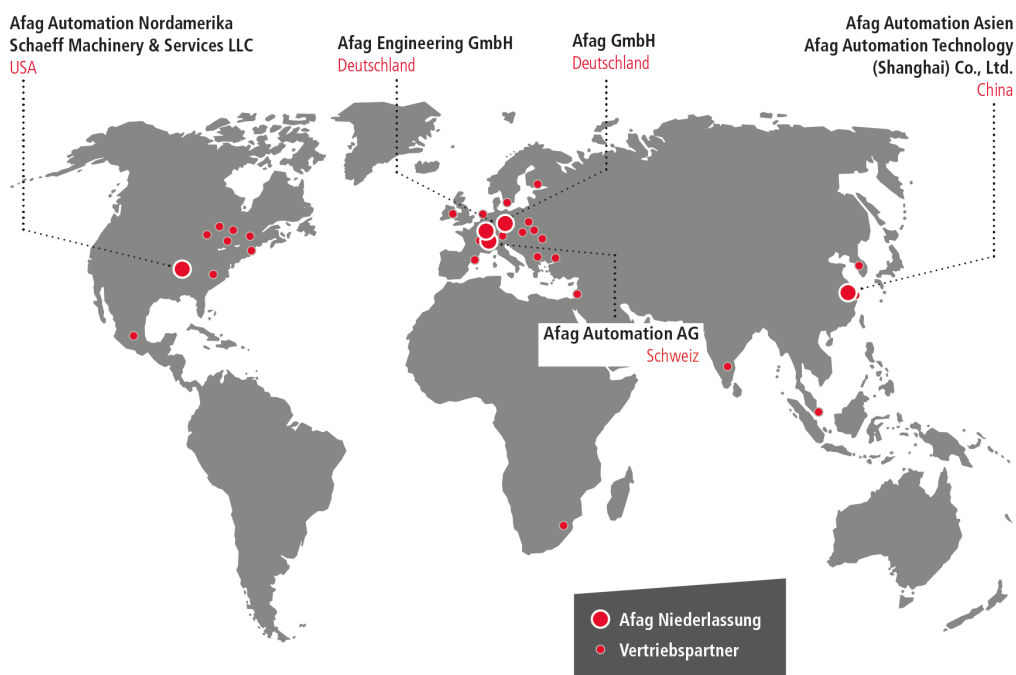 Afag Automation Nordamerika
Schaeff Machinery & Services LLC
USA
Afag Engineering GmbH
Deutschland
Afag GmbH
Deutschland
Afag Automation Asien
Afag Automation Technology
(Shanghai) Co., Ltd.
China
Afag Automation AG
Schweiz
Afag Niederlassung
Vertriebspartner